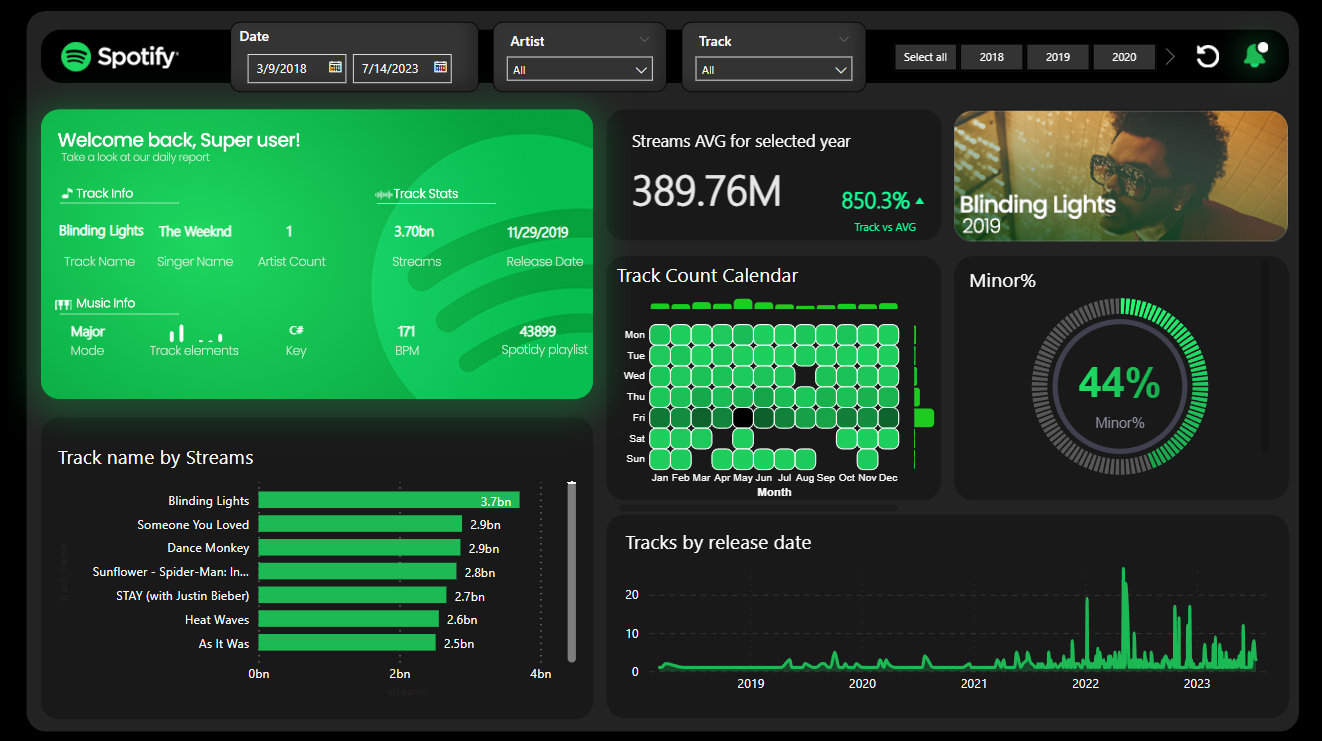 Spotify
Date
3/9/2018 7/14/2023
Artist
All
Track
All
Select all 2018 2019 2020
Welcome back, Super user!
Take a look at our daily report
Track Info
Track Stats
Blinding Lights The Weeknd 1 3.70bn 11/29/2019
Track Name Singer Name Artist Count Streams Release Date
Music Info
Major C# 171 43899
Mode Track elements Key BPM Spotidy playlist
Streams AVG for selected year
389.76M
850.3%
Track vs AVG
Blinding Lights
2019
Track Count Calendar
Mon
Tue
Wed
Thu
Fri
Sat
Sun
Jan Feb Mar Apr May Jun Jul Aug Sep Oct Nov Dec
Month
Minor%
44%
Minor%
Track name by Streams
Blinding Lights 3.7bn
Someone You Loved 2.9bn
Dance Monkey 2.9bn
Sunflower - Spider-Man: In... 2.8bn
STAY (with Justin Bieber) 2.7bn
Heat Waves 2.6bn
As It Was 2.5bn
0bn 2bn 4bn
streams
Tracks by release date
20
10
0
2019 2020 2021 2022 2023